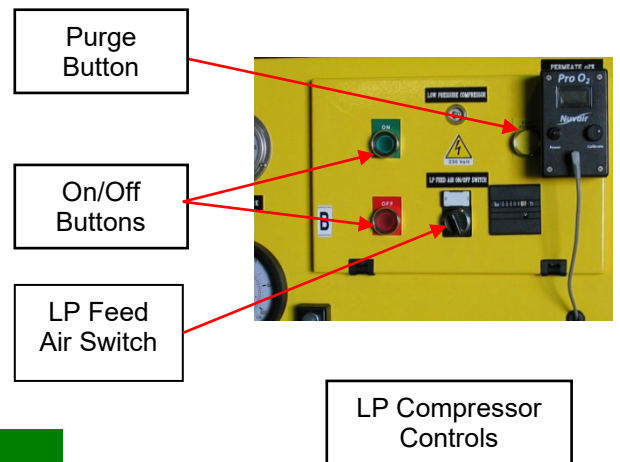 Purge
Button
On/Off
Buttons
LP Feed
Air Switch
PERMEATE
Pro O₂
Nuvair
Power
Calibrate
LOW PRESSURE COMPRESSOR
ON
230 Volt
LP FEED AIR ON/OFF SWITCH
OFF
B
LP Compressor
Controls